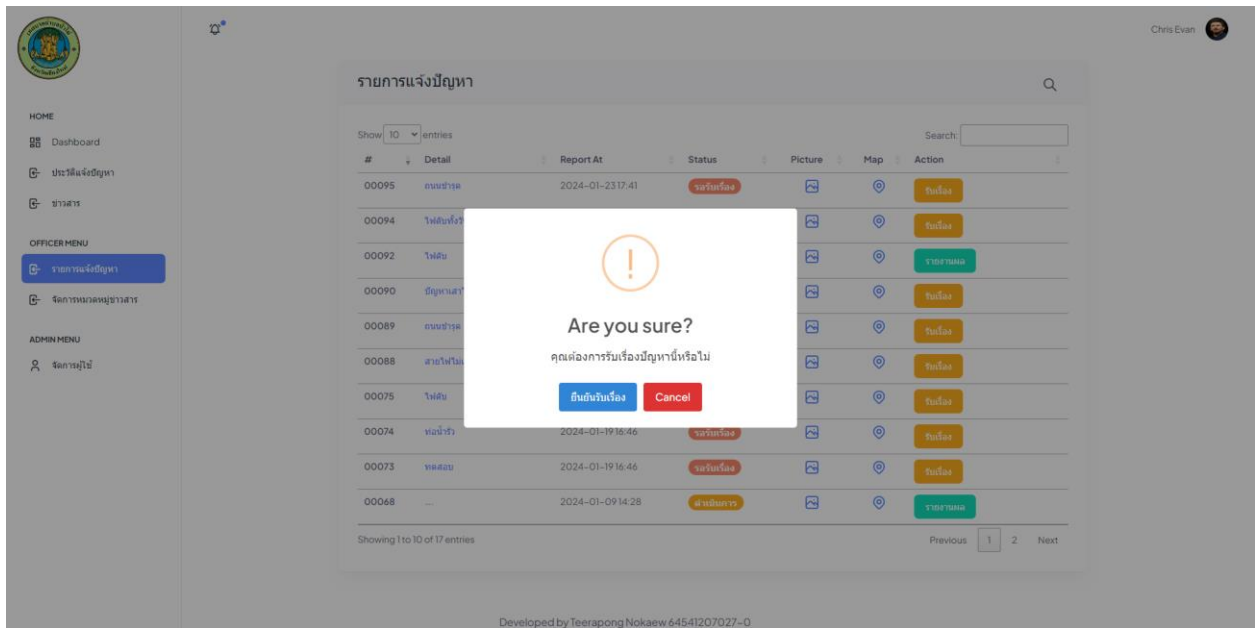 Chris Evan
HOME
Dashboard
ประวัติแจ้งปัญหา
ข่าวสาร
OFFICER MENU
รายการแจ้งปัญหา
จัดการหมวดหมู่ข่าวสาร
ADMIN MENU
จัดการผู้ใช้
รายการแจ้งปัญหา
Show 10 entries
Search:
# Detail Report At Status Picture Map Action
00095 ถนนชำรุด 2024-01-23 17:41 รอรับเรื่อง รับเรื่อง
00094 รับเรื่อง
00092 ไฟดับ รายงานผล
00090 รับเรื่อง
00089 ถนนชำรุด รับเรื่อง
00088 รับเรื่อง
00075 ไฟดับ รับเรื่อง
00074 ท่อน้ำรั่ว 2024-01-19 16:46 รอรับเรื่อง รับเรื่อง
00073 ทดสอบ 2024-01-19 16:46 รอรับเรื่อง รับเรื่อง
00068 .... 2024-01-09 14:28 ดำเนินการ รายงานผล
Showing 1 to 10 of 17 entries
Previous 1 2 Next
!
Are you sure?
คุณต้องการรับเรื่องปัญหานี้หรือไม่
ยืนยันรับเรื่อง Cancel
Developed by Teerapong Nokaew 64541207027-0